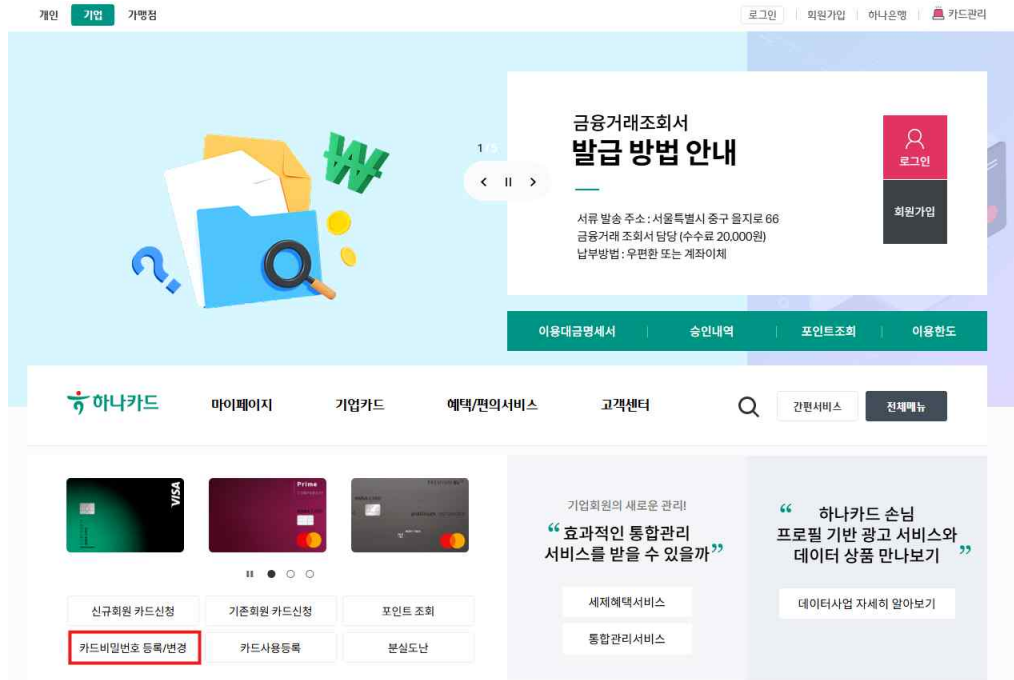 개인
기업
가맹점
로그인
회원가입
하나은행
카드관리
금융거래조회서
발급 방법 안내
1/5
서류 발송 주소 : 서울특별시 중구 을지로 66
금융거래 조회서 담당 (수수료 20,000원)
납부방법 : 우편환 또는 계좌이체
로그인
회원가입
이용대금명세서
승인내역
포인트조회
이용한도
하나카드
마이페이지
기업카드
혜택/편의서비스
고객센터
간편서비스
전체메뉴
VISA
Prime
기업회원의 새로운 관리!
“효과적인 통합관리
서비스를 받을 수 있을까”
“ 하나카드 손님
프로필 기반 광고 서비스와
데이터 상품 만나보기 ”
신규회원 카드신청
기존회원 카드신청
포인트 조회
카드비밀번호 등록/변경
카드사용등록
분실도난
세제혜택서비스
통합관리서비스
데이터사업 자세히 알아보기